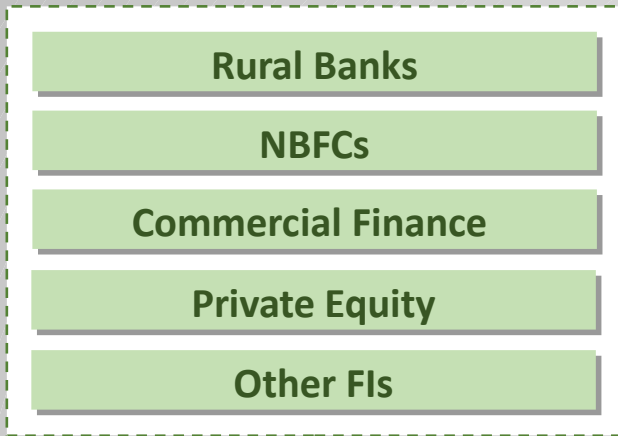 Rural Banks
NBFCs
Commercial Finance
Private Equity
Other FIs